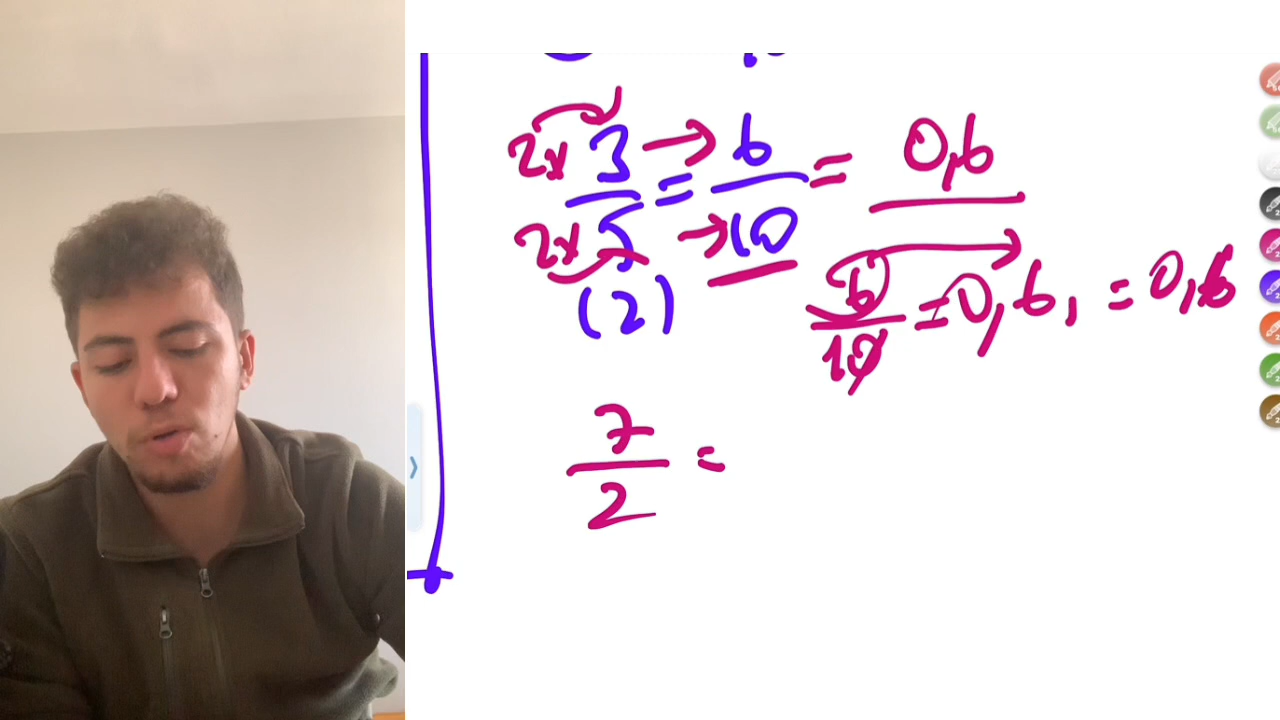 2x 3 → 6 = 0,6
2x 5 = → 10
(2)
6/10 = 0,6, = 0,6
7/2 =